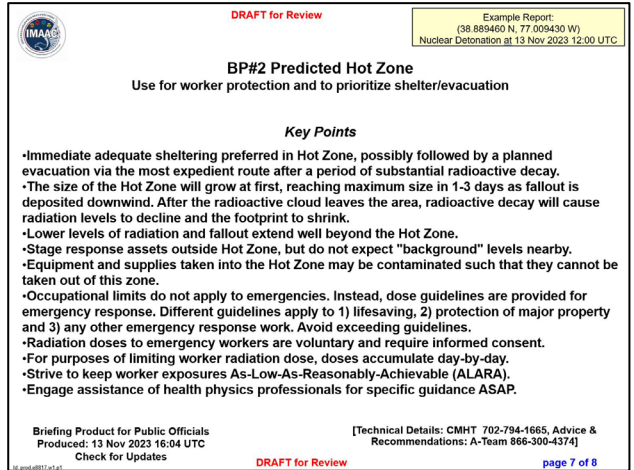 DRAFT for Review
IMAAC
Example Report:
(38.889460 N, 77.009430 W)
Nuclear Detonation at 13 Nov 2023 12:00 UTC
BP#2 Predicted Hot Zone
Use for worker protection and to prioritize shelter/evacuation
Key Points
•Immediate adequate sheltering preferred in Hot Zone, possibly followed by a planned
evacuation via the most expedient route after a period of substantial radioactive decay.
•The size of the Hot Zone will grow at first, reaching maximum size in 1-3 days as fallout is
deposited downwind. After the radioactive cloud leaves the area, radioactive decay will cause
radiation levels to decline and the footprint to shrink.
•Lower levels of radiation and fallout extend well beyond the Hot Zone.
•Stage response assets outside Hot Zone, but do not expect "background" levels nearby.
•Equipment and supplies taken into the Hot Zone may be contaminated such that they cannot be
taken out of this zone.
•Occupational limits do not apply to emergencies. Instead, dose guidelines are provided for
emergency response. Different guidelines apply to 1) lifesaving, 2) protection of major property
and 3) any other emergency response work. Avoid exceeding guidelines.
•Radiation doses to emergency workers are voluntary and require informed consent.
•For purposes of limiting worker radiation dose, doses accumulate day-by-day.
•Strive to keep worker exposures As-Low-As-Reasonably-Achievable (ALARA).
•Engage assistance of health physics professionals for specific guidance ASAP.
Briefing Product for Public Officials
Produced: 13 Nov 2023 16:04 UTC
Check for Updates
[Technical Details: CMHT 702-794-1665, Advice &
Recommendations: A-Team 866-300-4374]
DRAFT for Review
page 7 of 8